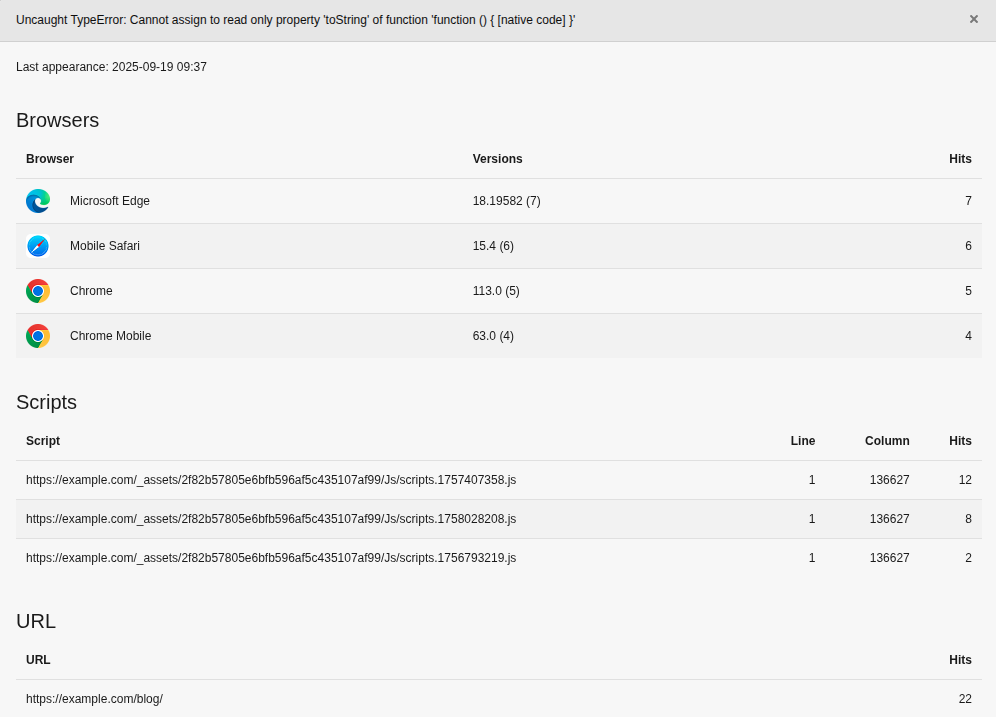 Uncaught TypeError: Cannot assign to read only property 'toString' of function 'function () { [native code] }' ×
Last appearance: 2025-09-19 09:37
Browsers
Browser Versions Hits
Microsoft Edge 18.19582 (7) 7
Mobile Safari 15.4 (6) 6
Chrome 113.0 (5) 5
Chrome Mobile 63.0 (4) 4
Scripts
Script Line Column Hits
https://example.com/_assets/2f82b57805e6bfb596af5c435107af99/Js/scripts.1757407358.js 1 136627 12
https://example.com/_assets/2f82b57805e6bfb596af5c435107af99/Js/scripts.1758028208.js 1 136627 8
https://example.com/_assets/2f82b57805e6bfb596af5c435107af99/Js/scripts.1756793219.js 1 136627 2
URL
URL Hits
https://example.com/blog/ 22